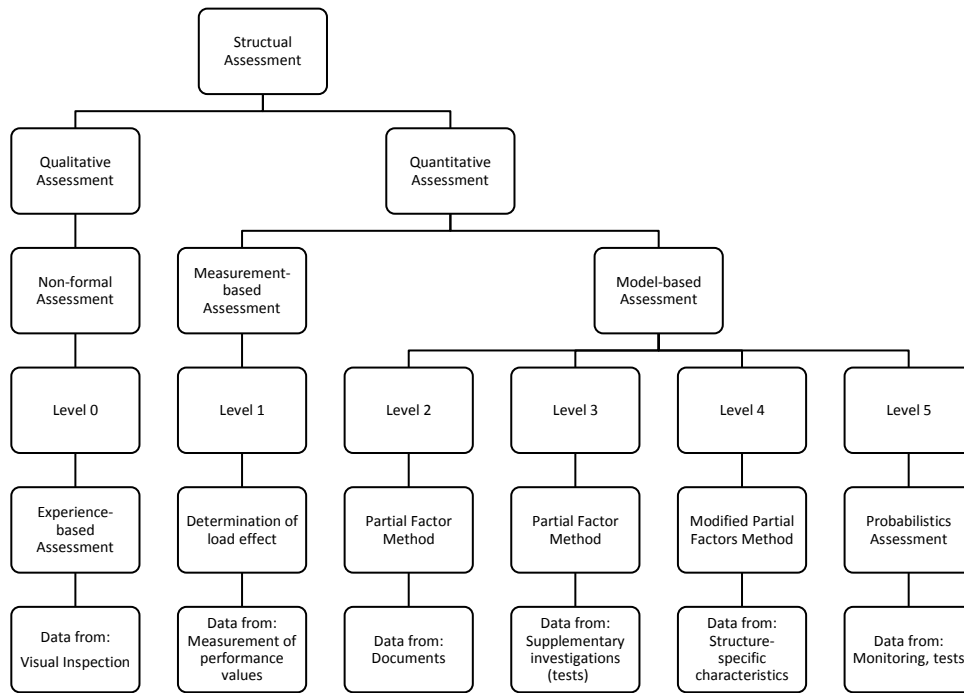 Structual
Assessment
Qualitative
Assessment
Quantitative
Assessment
Non-formal
Assessment
Measurement-
based
Assessment
Model-based
Assessment
Level 0
Level 1
Level 2
Level 3
Level 4
Level 5
Experience-
based
Assessment
Determination of
load effect
Partial Factor
Method
Partial Factor
Method
Modified Partial
Factors Method
Probabilistics
Assessment
Data from:
Visual Inspection
Data from:
Measurement of
performance
values
Data from:
Documents
Data from:
Supplementary
investigations
(tests)
Data from:
Structure-
specific
characteristics
Data from:
Monitoring, tests